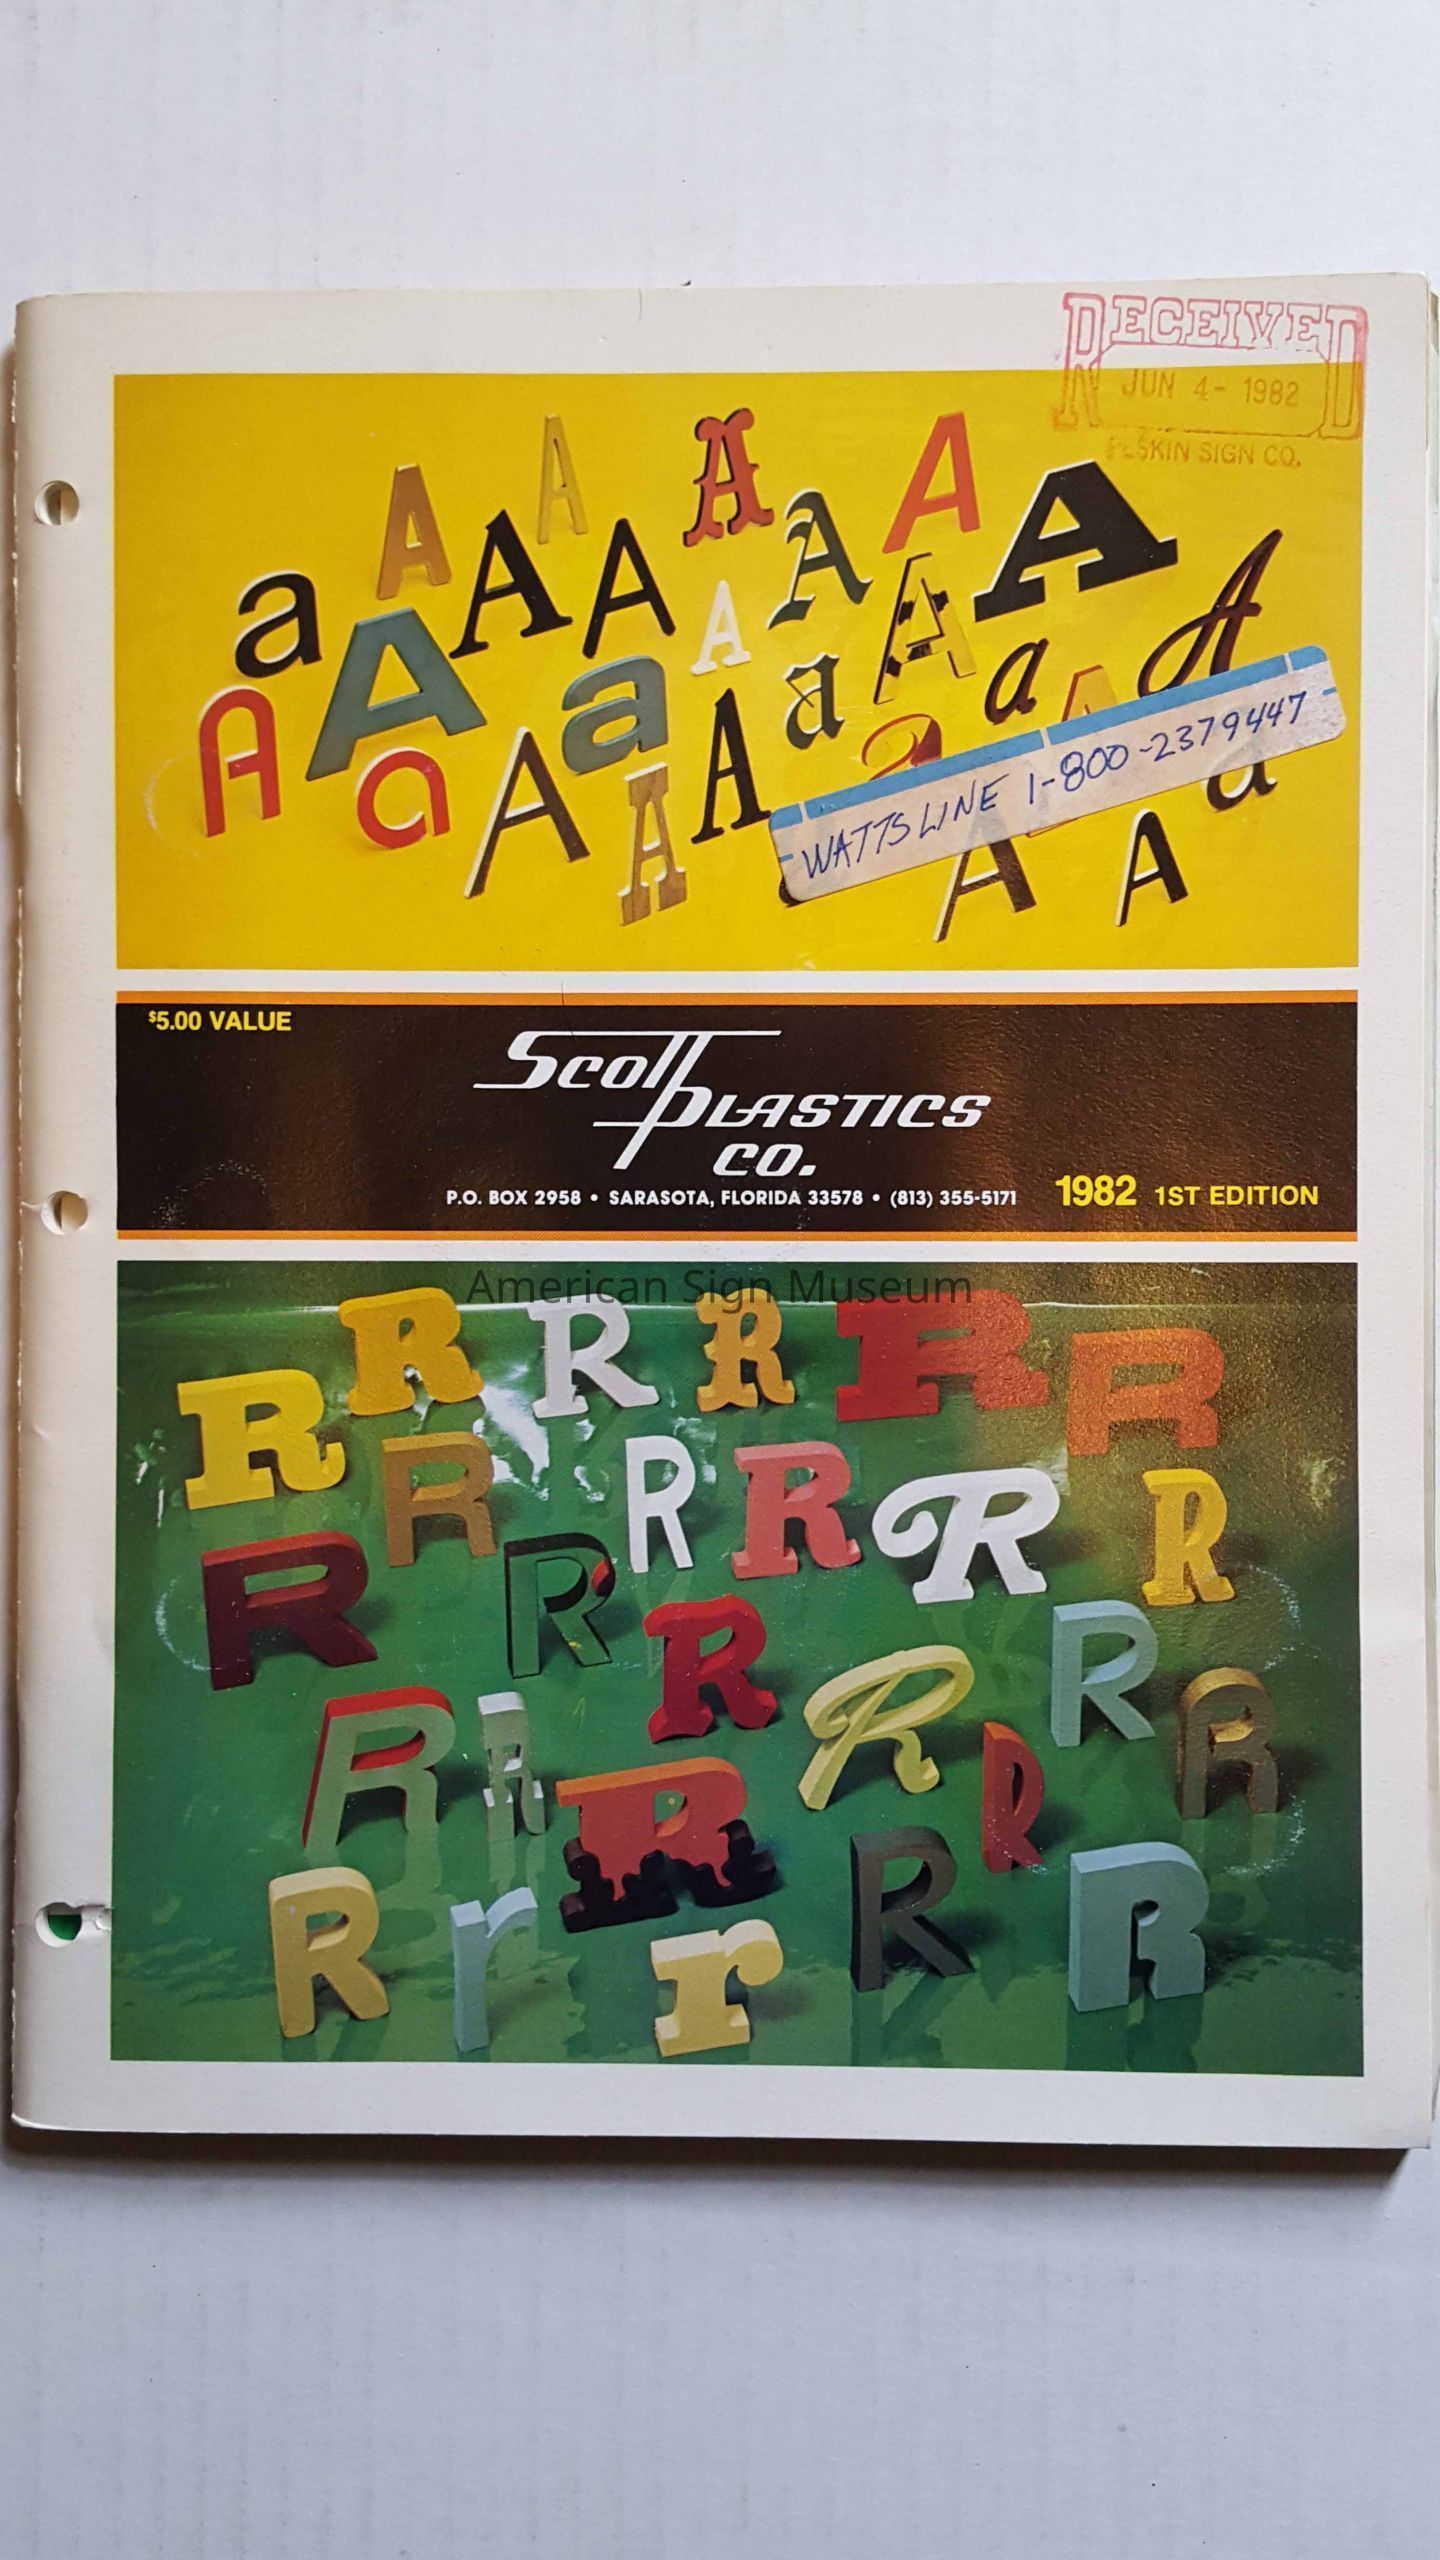 RECEIVED
JUN 4- 1982
PESKIN SIGN CO.
A A A A
a A A A A A
A A a A a A a A A
A a A A A
A A A a
WATTS LINE 1-800-2379447
$5.00 VALUE
Scott
Plastics
Co.
P.O. BOX 2958 • SARASOTA, FLORIDA 33578 • (813) 355-5171
1982 1ST EDITION
American Sign Museum
R R R R R R
R R R R R R
R R R R R
R R R R R R
R r r R R